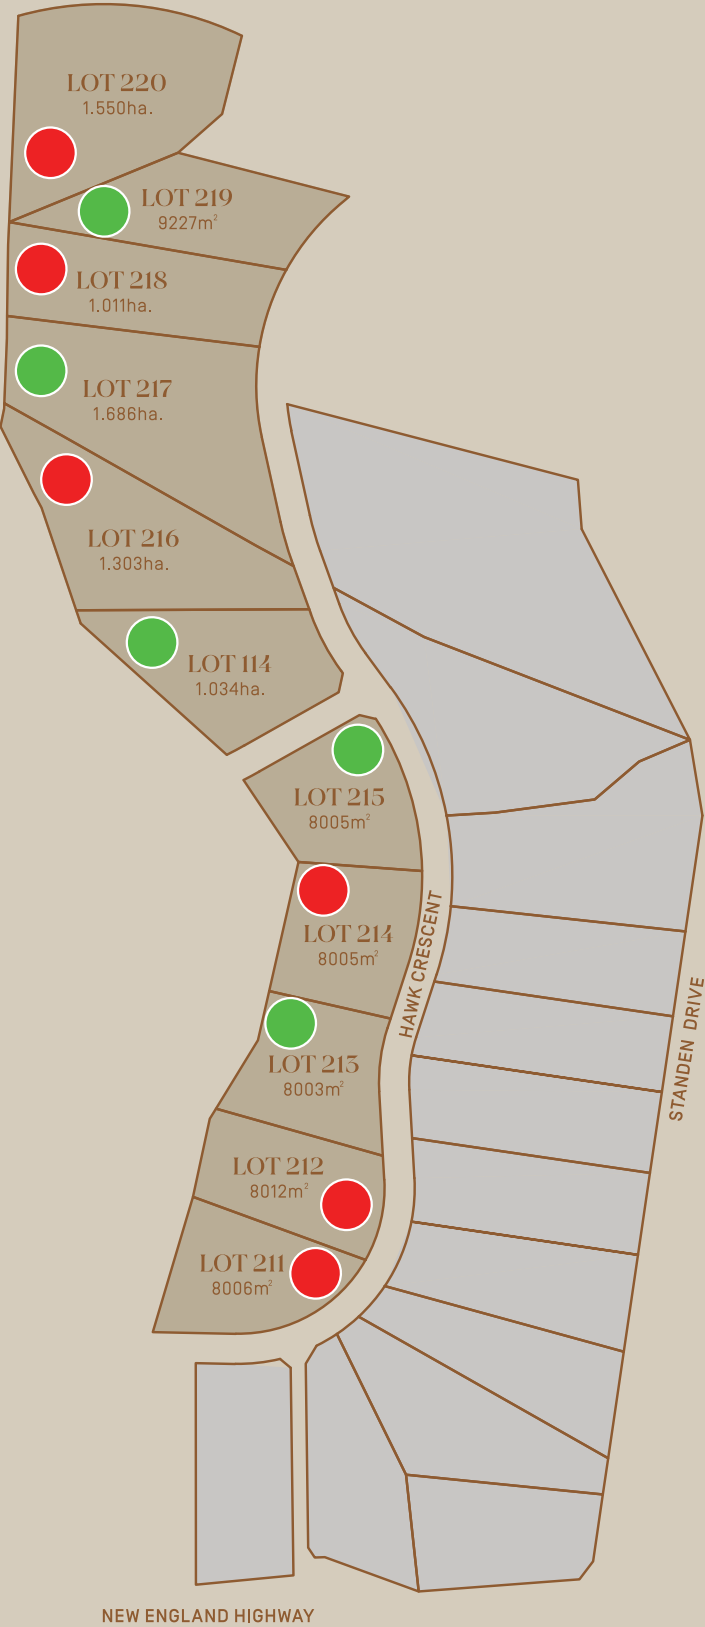 LOT 220
1.550ha.
LOT 219
9227m²
LOT 218
1.011ha.
LOT 217
1.686ha.
LOT 216
1.303ha.
LOT 114
1.034ha.
LOT 215
8005m²
LOT 214
8005m²
HAWK CRESCENT
STANDEN DRIVE
LOT 213
8003m²
LOT 212
8012m²
LOT 211
8006m²
NEW ENGLAND HIGHWAY